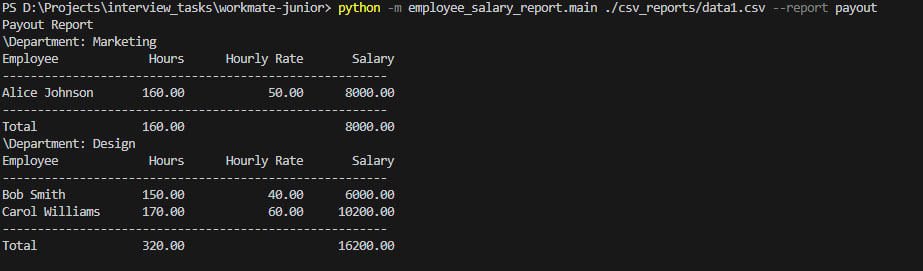 PS D:\Projects\interview_tasks\workmate-junior> python -m employee_salary_report.main ./csv_reports/data1.csv --report payout
Payout Report
\Department: Marketing
Employee             Hours     Hourly Rate       Salary
-------------------------------------------------------
Alice Johnson       160.00           50.00      8000.00
-------------------------------------------------------
Total               160.00                      8000.00
\Department: Design
Employee             Hours     Hourly Rate       Salary
-------------------------------------------------------
Bob Smith           150.00           40.00      6000.00
Carol Williams      170.00           60.00     10200.00
-------------------------------------------------------
Total               320.00                     16200.00